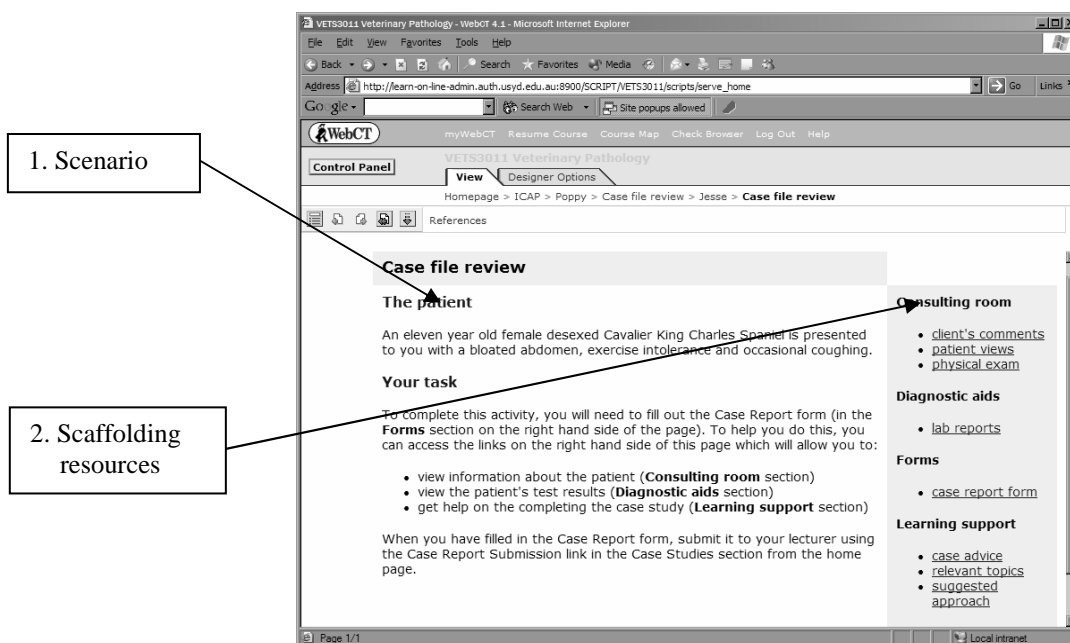 VETS3011 Veterinary Pathology - WebCT 4.1 - Microsoft Internet Explorer
File Edit View Favorites Tools Help
Back Search Favorites Media
Address http://learn-on-line-admin.auth.usyd.edu.au:8900/SCRIPT/VETS3011/scripts/serve_home Go Links
Google Search Web Site popups allowed
WebCT myWebCT Resume Course Course Map Check Browser Log Out Help
Control Panel
VETS3011 Veterinary Pathology
View Designer Options
Homepage > ICAP > Poppy > Case file review > Jesse > Case file review
References
1. Scenario
2. Scaffolding
resources
Case file review
The patient
An eleven year old female desexed Cavalier King Charles Spaniel is presented
to you with a bloated abdomen, exercise intolerance and occasional coughing.
Your task
To complete this activity, you will need to fill out the Case Report form (in the
Forms section on the right hand side of the page). To help you do this, you
can access the links on the right hand side of this page which will allow you to:
• view information about the patient (Consulting room section)
• view the patient's test results (Diagnostic aids section)
• get help on the completing the case study (Learning support section)
When you have filled in the Case Report form, submit it to your lecturer using
the Case Report Submission link in the Case Studies section from the home
page.
Consulting room
• client's comments
• patient views
• physical exam
Diagnostic aids
• lab reports
Forms
• case report form
Learning support
• case advice
• relevant topics
• suggested
approach
Page 1/1 Local intranet